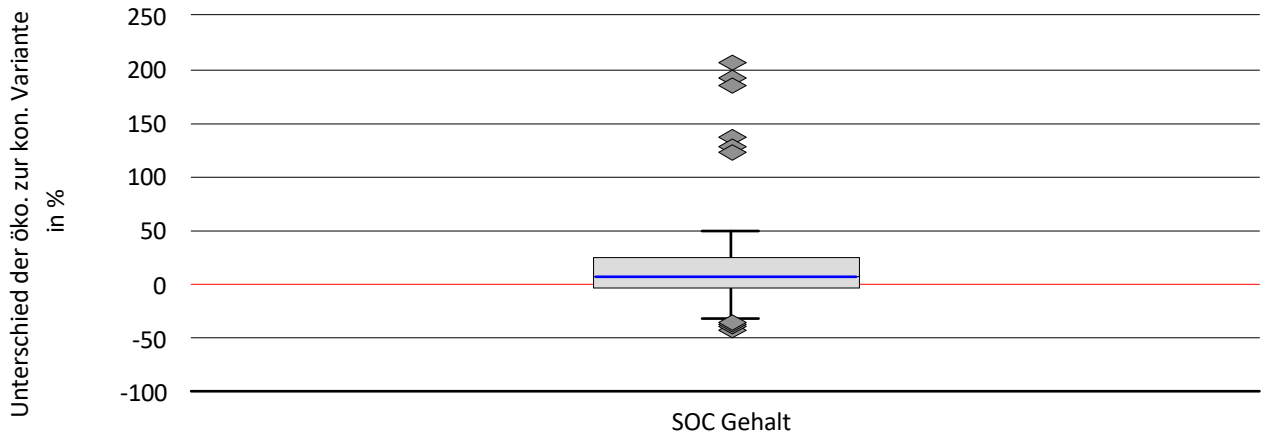 Unterschied der öko. zur kon. Variante
in %
250
200
150
100
50
0
-50
-100
SOC Gehalt